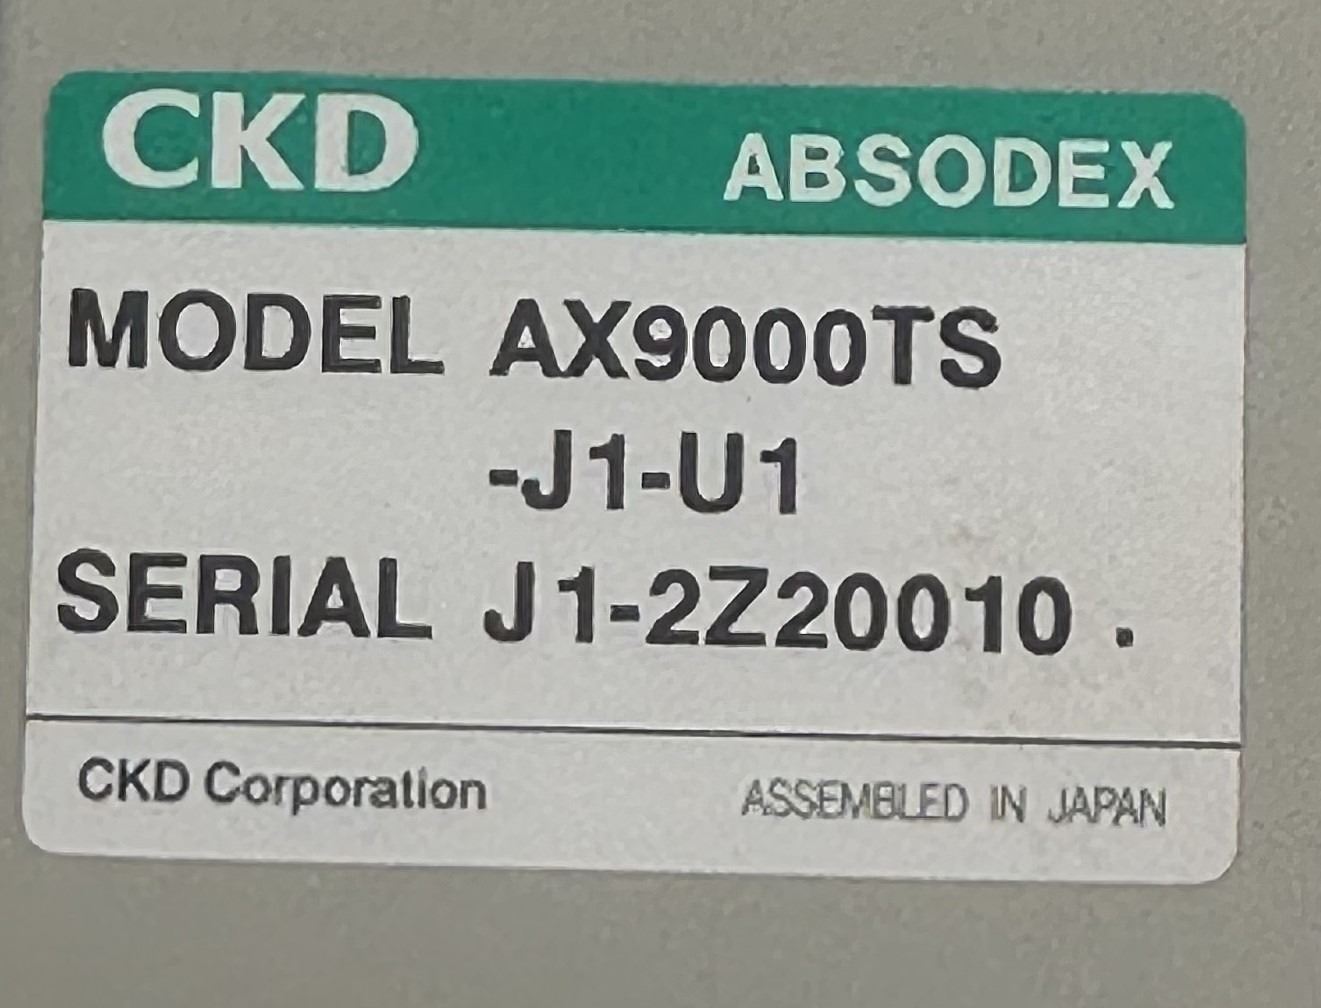 CKD ABSODEX
MODEL AX9000TS
-J1-U1
SERIAL J1-2Z20010 .
CKD Corporation ASSEMBLED IN JAPAN